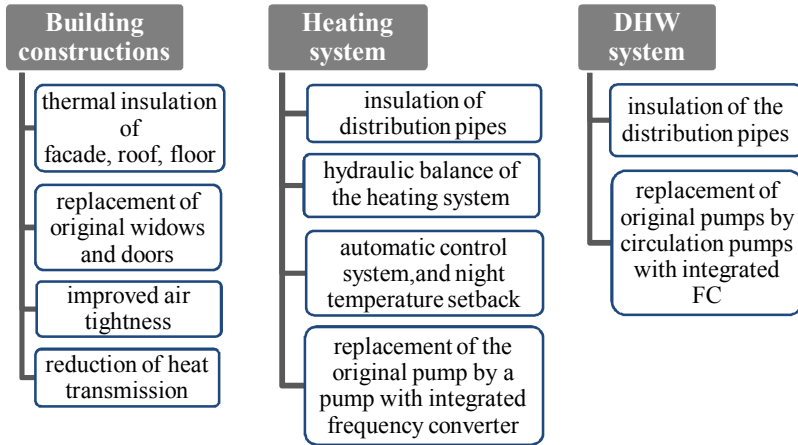 Building
constructions
thermal insulation
of
facade, roof, floor
replacement of
original widows
and doors
improved air
tightness
reduction of heat
transmission
Heating
system
insulation of
distribution pipes
hydraulic balance of
the heating system
automatic control
system,and night
temperature setback
replacement of the
original pump by a
pump with integrated
frequency converter
DHW
system
insulation of the
distribution pipes
replacement of
original pumps by
circulation pumps
with integrated
FC